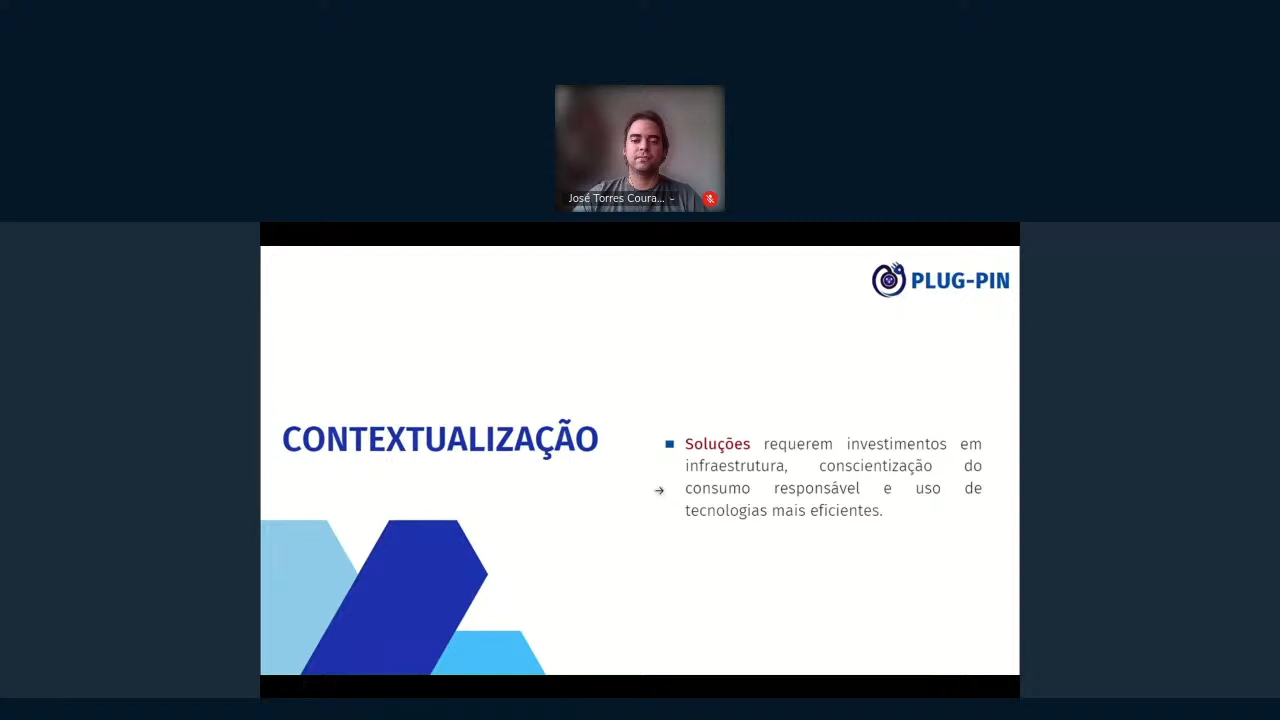 José Torres Coura...
PLUG-PIN
CONTEXTUALIZAÇÃO
Soluções requerem investimentos em
infraestrutura, conscientização do
consumo responsável e uso de
tecnologias mais eficientes.